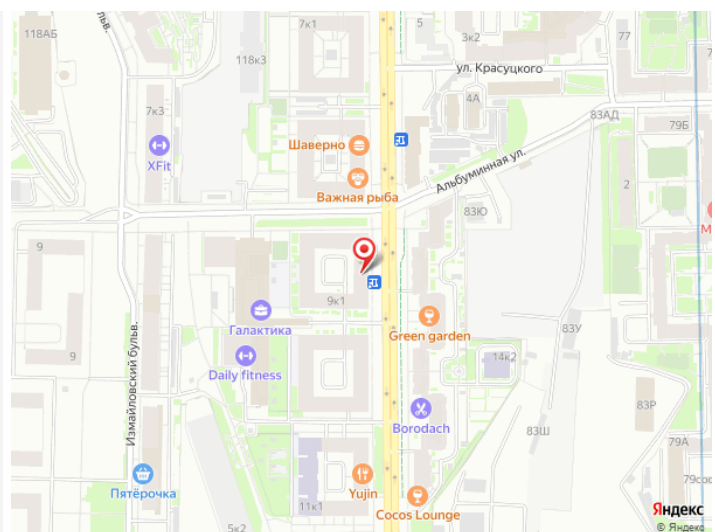 118АБ
7к1
118к3
5
3к2
77
ул. Красуцкого
4А
83АД
79Б
7к3
XFit
Шаверно
Важная рыба
Альбуминная ул.
83Ю
2
9
9к1
Галактика
Green garden
83У
9
Daily fitness
14к2
Измайловский бульв.
Borodach
83Р
83Ш
79А
Пятёрочка
Yujin
11к1
Cocos Lounge
5к2
Яндекс
© Яндекс